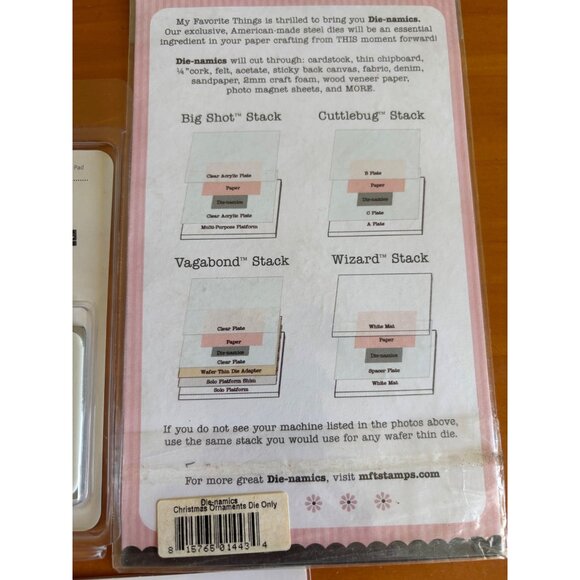 My Favorite Things is thrilled to bring you Die-namics.
Our exclusive, American-made steel dies will be an essential
ingredient in your paper crafting from THIS moment forward!
Die-namics will cut through: cardstock, thin chipboard,
¼"cork, felt, acetate, sticky back canvas, fabric, denim,
sandpaper, 2mm craft foam, wood veneer paper,
photo magnet sheets, and MORE.
Big Shot™ Stack
Clear Acrylic Plate
Paper
Die-namics
Clear Acrylic Plate
Multi-Purpose Platform
Cuttlebug™ Stack
B Plate
Paper
Die-namics
C Plate
A Plate
Vagabond™ Stack
Clear Plate
Paper
Die-namics
Clear Plate
Wafer Thin Die Adapter
Solo Platform Shim
Solo Platform
Wizard™ Stack
White Mat
Paper
Die-namics
Spacer Plate
White Mat
If you do not see your machine listed in the photos above,
use the same stack you would use for any wafer thin die.
For more great Die-namics, visit mftstamps.com
Die-namics
Christmas Ornaments Die Only
8 15765 01443 4
Pad